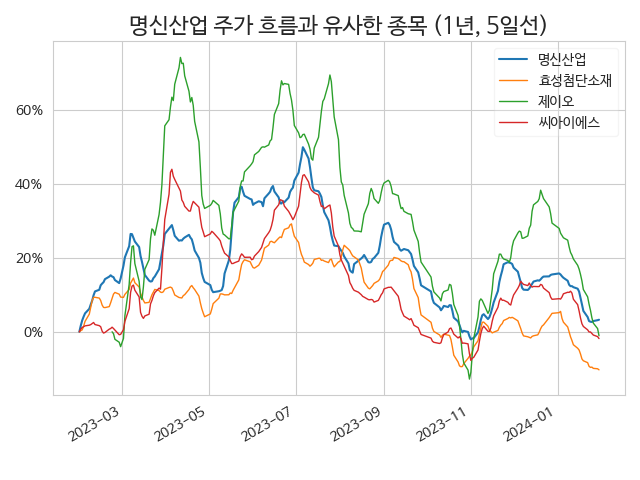 명신산업 주가 흐름과 유사한 종목 (1년, 5일선)
명신산업
효성첨단소재
제이오
씨아이에스
60%
40%
20%
0%
2023-03
2023-05
2023-07
2023-09
2023-11
2024-01